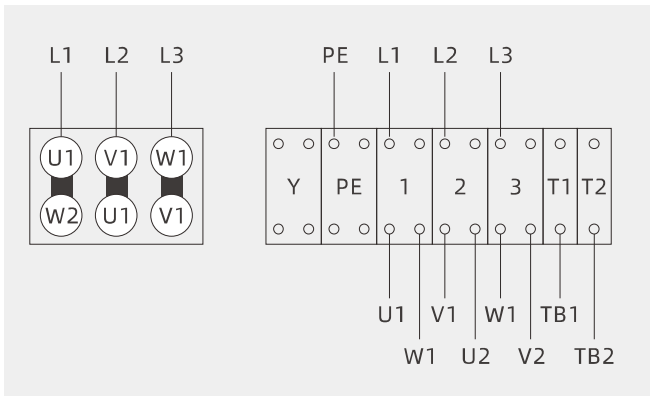 L1 L2 L3
U1 V1 W1
W2 U1 V1
PE L1 L2 L3
Y PE 1 2 3 T1 T2
U1 V1 W1 TB1
W1 U2 V2 TB2